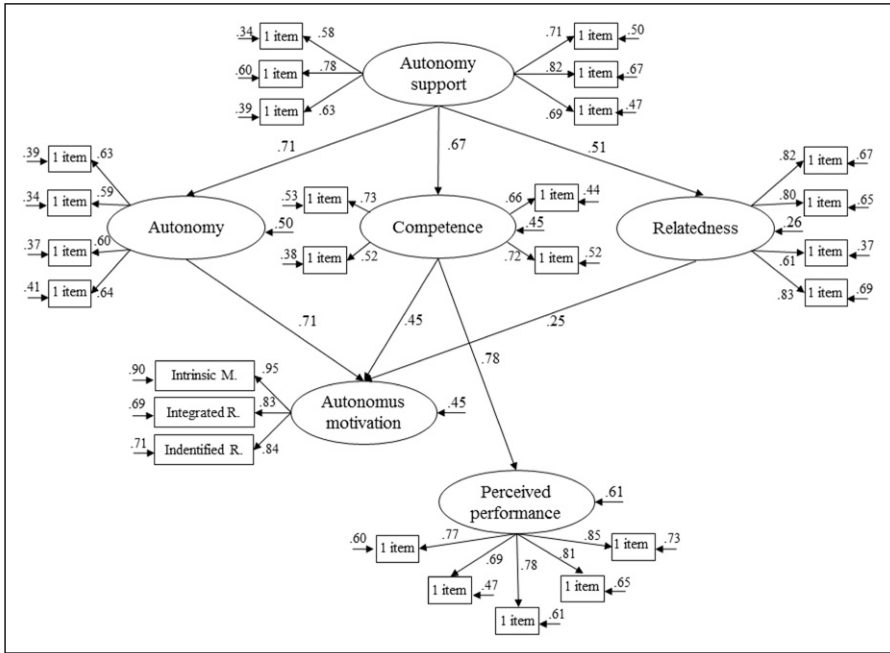 .34 1 item .58 .71 1 item .50
.60 1 item .78 Autonomy support .82 1 item .67
.39 1 item .63 .69 1 item .47
.71 .67 .51
.39 1 item .63 .82 1 item .67
.34 1 item .59 .53 1 item .73 .66 1 item .44 .80 1 item .65
Autonomy .50 Competence .45 Relatedness .26
.37 1 item .60 .38 1 item .52 .72 1 item .52 .61 1 item .37
.41 1 item .64 .83 1 item .69
.71 .45 .25
.78
.90 Intrinsic M. .95
.69 Integrated R. .83 Autonomus motivation .45
.71 Indentified R. .84
Perceived performance .61
.60 1 item .77 .85 1 item .73
.69 .78 .81
1 item .47 1 item .65
1 item .61